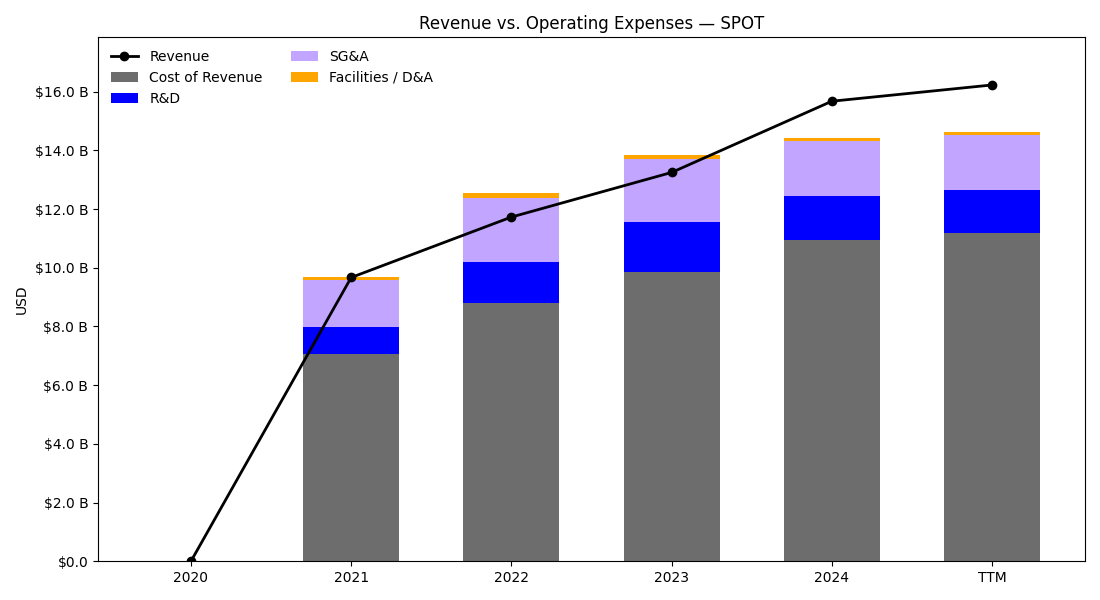 Revenue vs. Operating Expenses — SPOT
Revenue
Cost of Revenue
R&D
SG&A
Facilities / D&A
USD
$16.0 B
$14.0 B
$12.0 B
$10.0 B
$8.0 B
$6.0 B
$4.0 B
$2.0 B
$0.0
2020 2021 2022 2023 2024 TTM